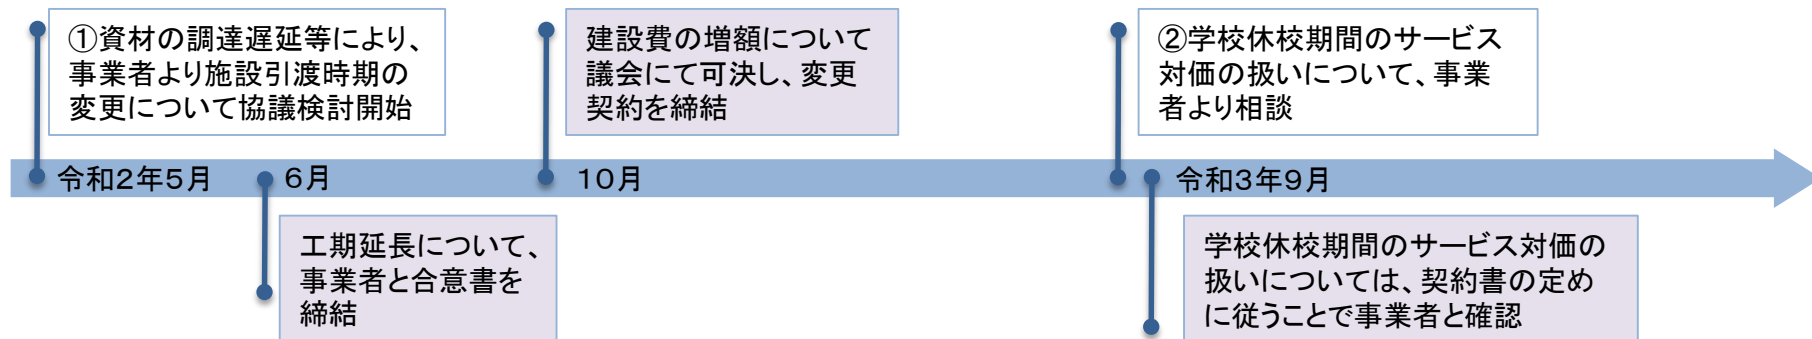 ①資材の調達遅延等により、
事業者より施設引渡時期の
変更について協議検討開始
建設費の増額について
議会にて可決し、変更
契約を締結
②学校休校期間のサービス
対価の扱いについて、事業
者より相談
令和2年5月
6月
10月
令和3年9月
工期延長について、
事業者と合意書を
締結
学校休校期間のサービス対価の
扱いについては、契約書の定め
に従うことで事業者と確認